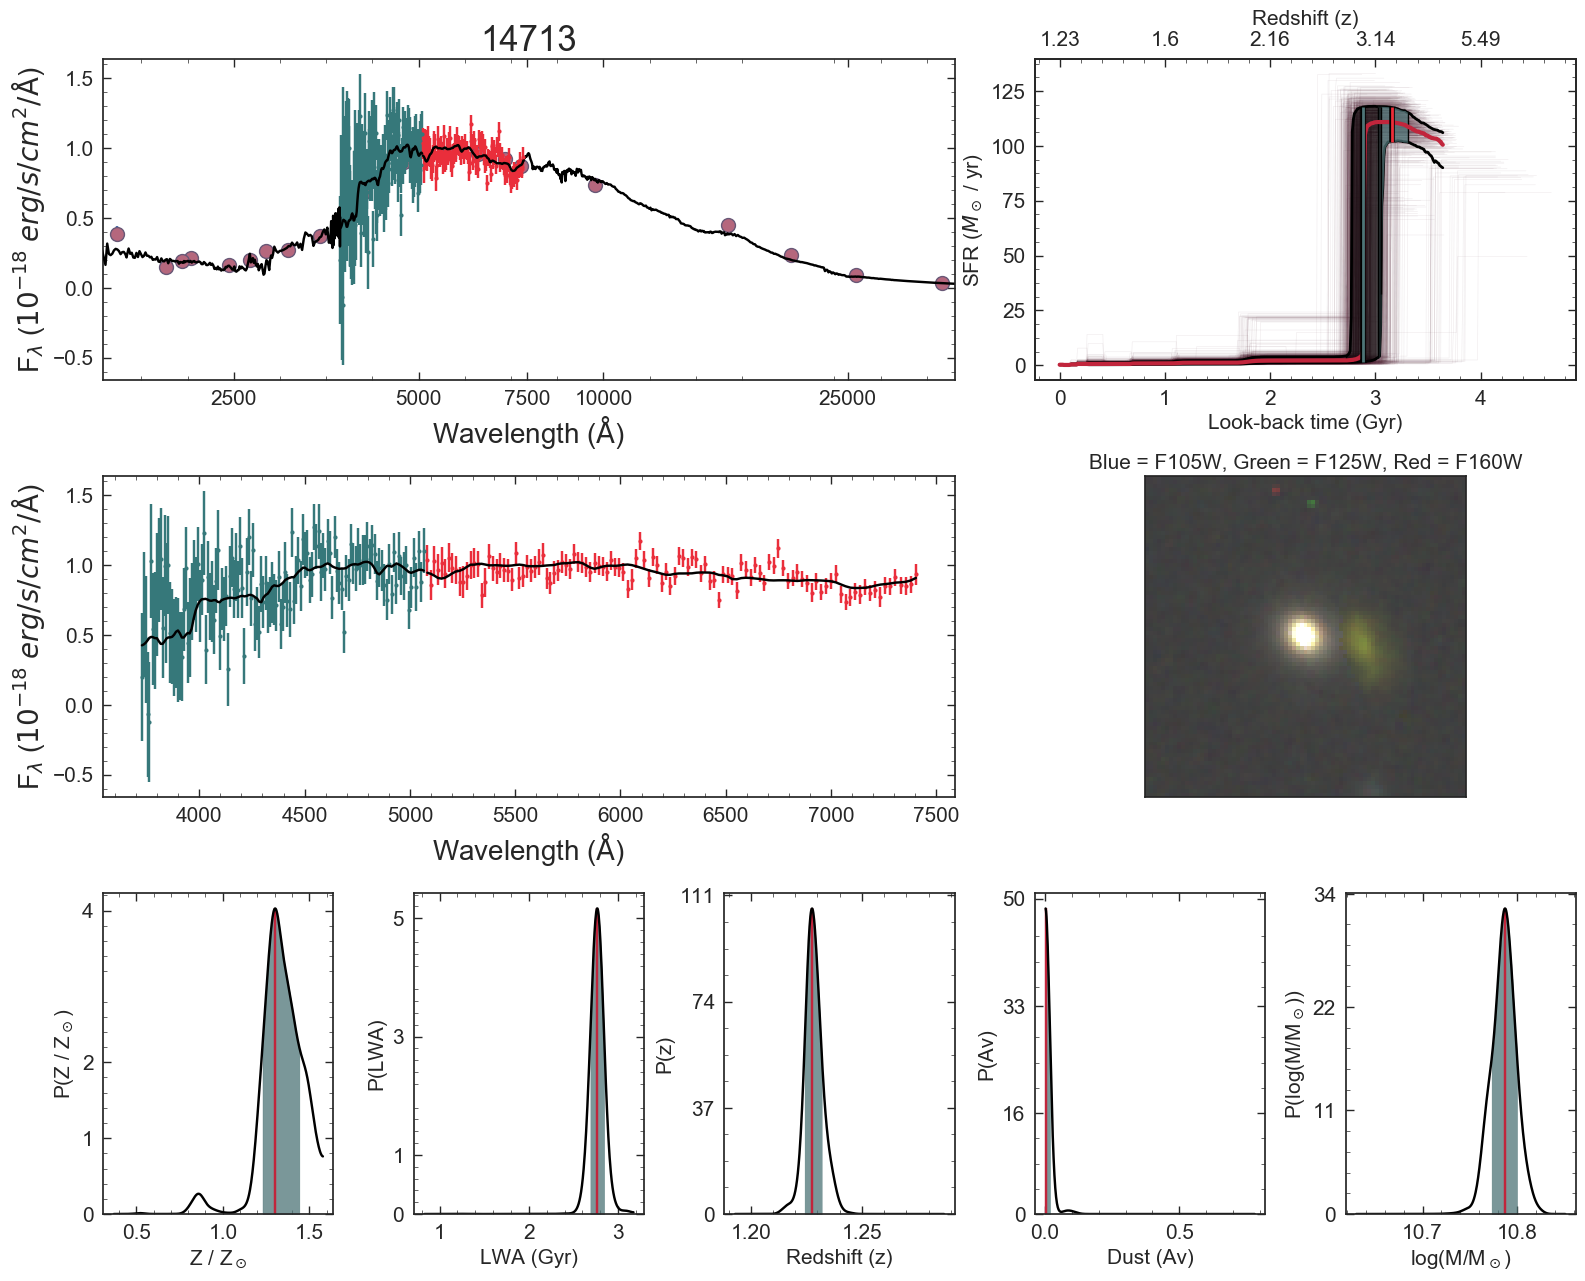 14713
1.5
1.0
0.5
0.0
−0.5
F_λ (10^−18 erg/s/cm^2/Å)
2500 5000 7500 10000 25000
Wavelength (Å)
Redshift (z)
1.23 1.6 2.16 3.14 5.49
125
100
75
50
25
0
SFR (M_⊙ / yr)
0 1 2 3 4
Look-back time (Gyr)
1.5
1.0
0.5
0.0
−0.5
F_λ (10^−18 erg/s/cm^2/Å)
4000 4500 5000 5500 6000 6500 7000 7500
Wavelength (Å)
Blue = F105W, Green = F125W, Red = F160W
4
2
1
0
P(Z / Z_⊙)
0.5 1.0 1.5
Z / Z_⊙
5
3
1
0
P(LWA)
1 2 3
LWA (Gyr)
111
74
37
0
P(z)
1.20 1.25
Redshift (z)
50
33
16
0
P(Av)
0.0 0.5
Dust (Av)
34
22
11
0
P(log(M/M_⊙))
10.7 10.8
log(M/M_⊙)